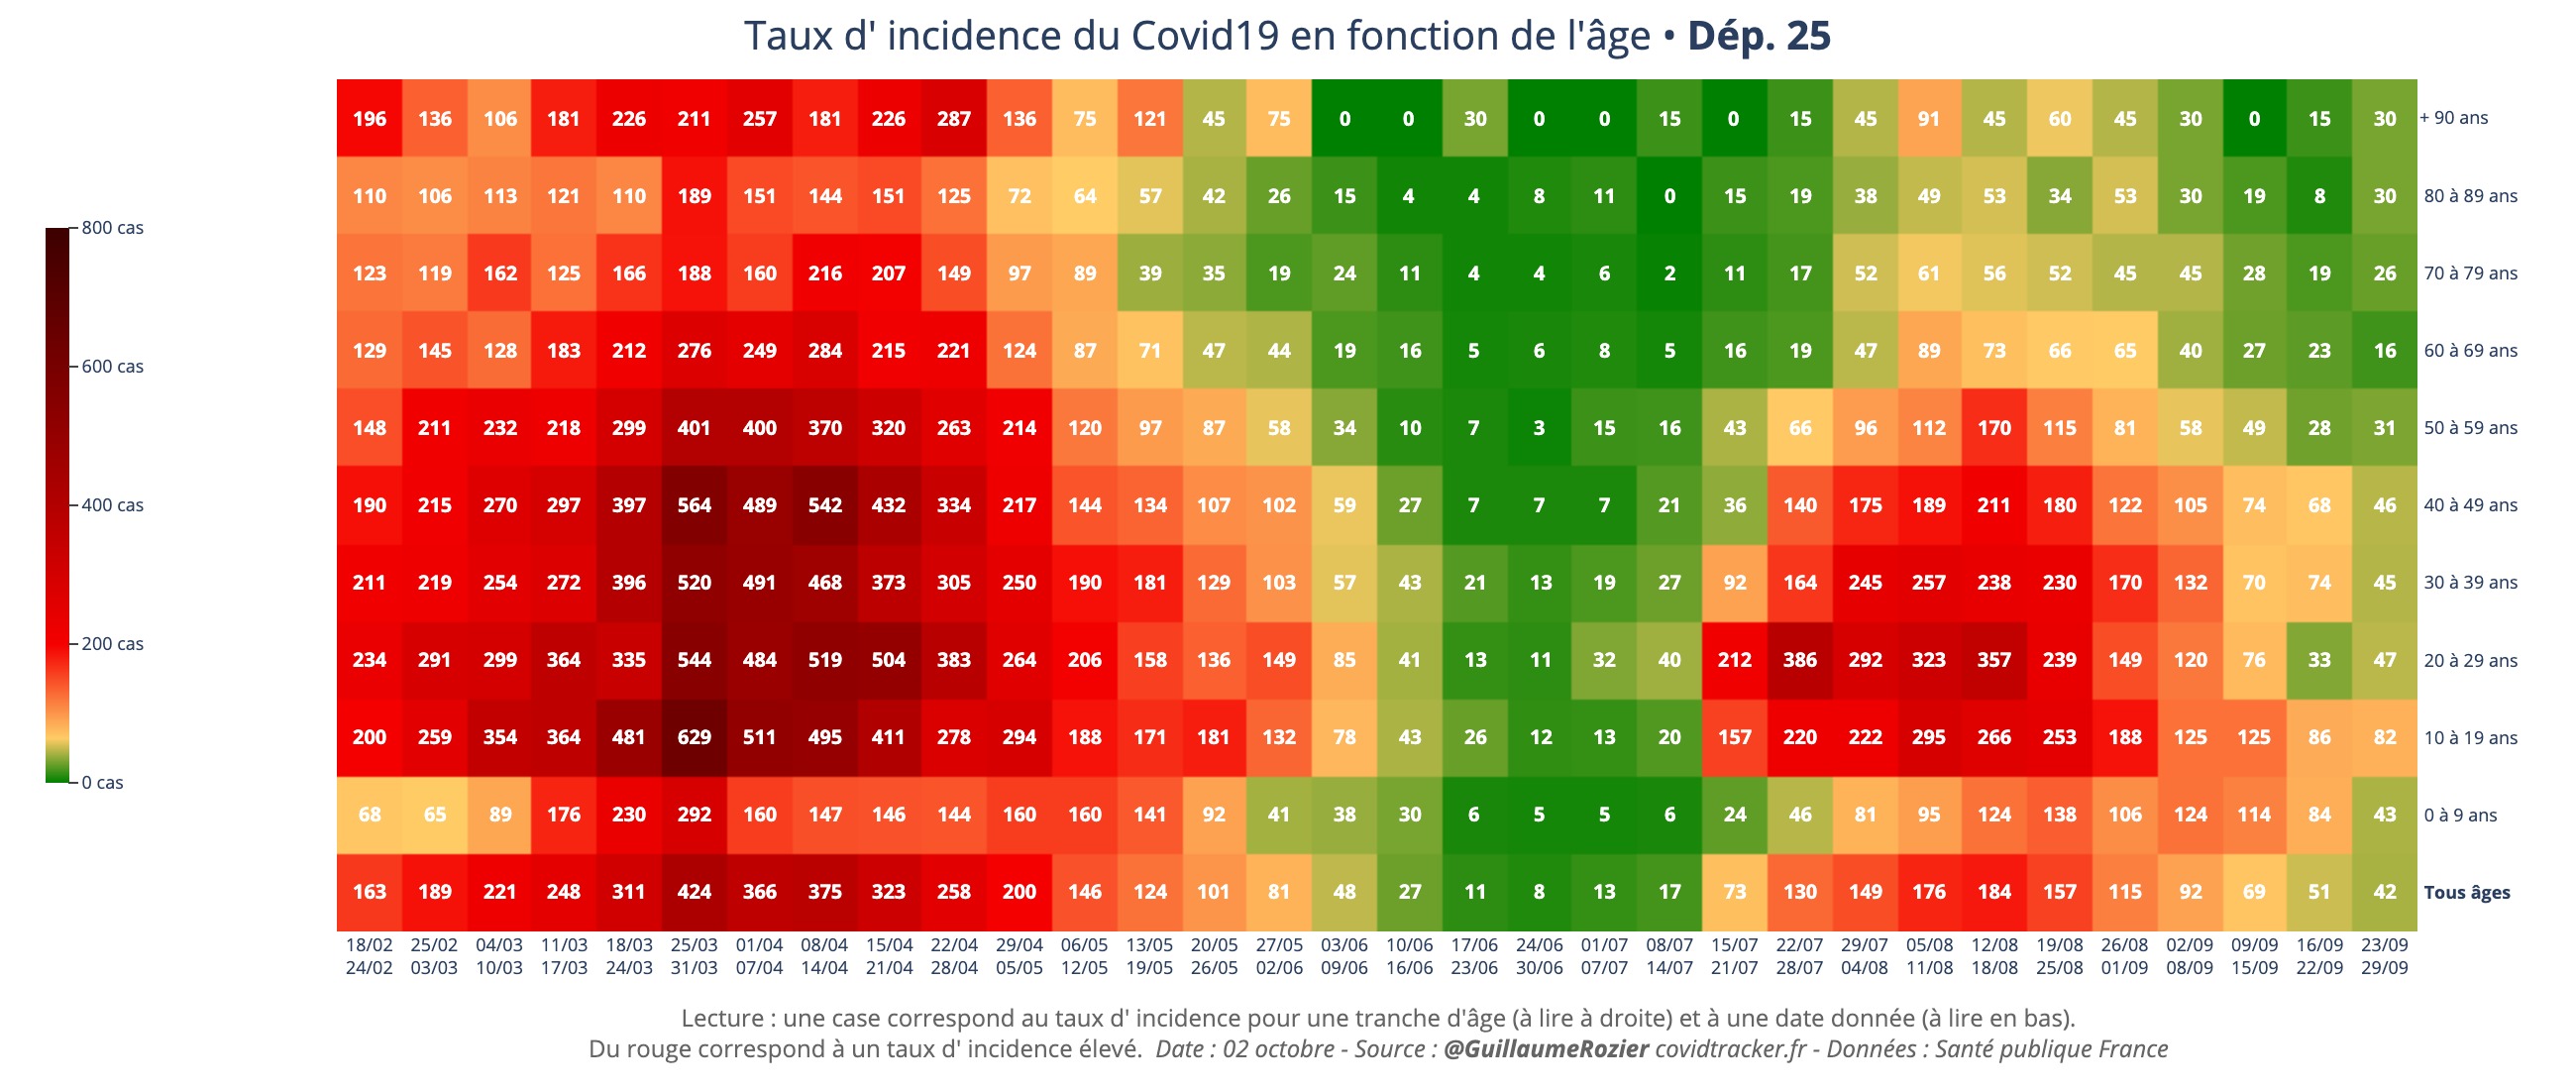 Taux d' incidence du Covid19 en fonction de l'âge • Dép. 25
800 cas
600 cas
400 cas
200 cas
0 cas
196 136 106 181 226 211 257 181 226 287 136 75 121 45 75 0 0 30 0 0 15 0 15 45 91 45 60 45 30 0 15 30 + 90 ans
110 106 113 121 110 189 151 144 151 125 72 64 57 42 26 15 4 4 8 11 0 15 19 38 49 53 34 53 30 19 8 30 80 à 89 ans
123 119 162 125 166 188 160 216 207 149 97 89 39 35 19 24 11 4 4 6 2 11 17 52 61 56 52 45 45 28 19 26 70 à 79 ans
129 145 128 183 212 276 249 284 215 221 124 87 71 47 44 19 16 5 6 8 5 16 19 47 89 73 66 65 40 27 23 16 60 à 69 ans
148 211 232 218 299 401 400 370 320 263 214 120 97 87 58 34 10 7 3 15 16 43 66 96 112 170 115 81 58 49 28 31 50 à 59 ans
190 215 270 297 397 564 489 542 432 334 217 144 134 107 102 59 27 7 7 7 21 36 140 175 189 211 180 122 105 74 68 46 40 à 49 ans
211 219 254 272 396 520 491 468 373 305 250 190 181 129 103 57 43 21 13 19 27 92 164 245 257 238 230 170 132 70 74 45 30 à 39 ans
234 291 299 364 335 544 484 519 504 383 264 206 158 136 149 85 41 13 11 32 40 212 386 292 323 357 239 149 120 76 33 47 20 à 29 ans
200 259 354 364 481 629 511 495 411 278 294 188 171 181 132 78 43 26 12 13 20 157 220 222 295 266 253 188 125 125 86 82 10 à 19 ans
68 65 89 176 230 292 160 147 146 144 160 160 141 92 41 38 30 6 5 5 6 24 46 81 95 124 138 106 124 114 84 43 0 à 9 ans
163 189 221 248 311 424 366 375 323 258 200 146 124 101 81 48 27 11 8 13 17 73 130 149 176 184 157 115 92 69 51 42 Tous âges
18/02 25/02 04/03 11/03 18/03 25/03 01/04 08/04 15/04 22/04 29/04 06/05 13/05 20/05 27/05 03/06 10/06 17/06 24/06 01/07 08/07 15/07 22/07 29/07 05/08 12/08 19/08 26/08 02/09 09/09 16/09 23/09
24/02 03/03 10/03 17/03 24/03 31/03 07/04 14/04 21/04 28/04 05/05 12/05 19/05 26/05 02/06 09/06 16/06 23/06 30/06 07/07 14/07 21/07 28/07 04/08 11/08 18/08 25/08 01/09 08/09 15/09 22/09 29/09
Lecture : une case correspond au taux d' incidence pour une tranche d'âge (à lire à droite) et à une date donnée (à lire en bas).
Du rouge correspond à un taux d' incidence élevé. Date : 02 octobre - Source : @GuillaumeRozier covidtracker.fr - Données : Santé publique France